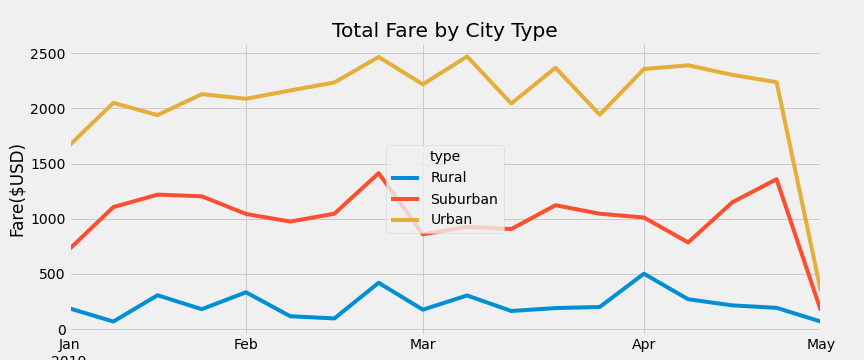 Total Fare by City Type
Fare($USD)
2500
2000
1500
1000
500
0
type
Rural
Suburban
Urban
Jan Feb Mar Apr May
2019